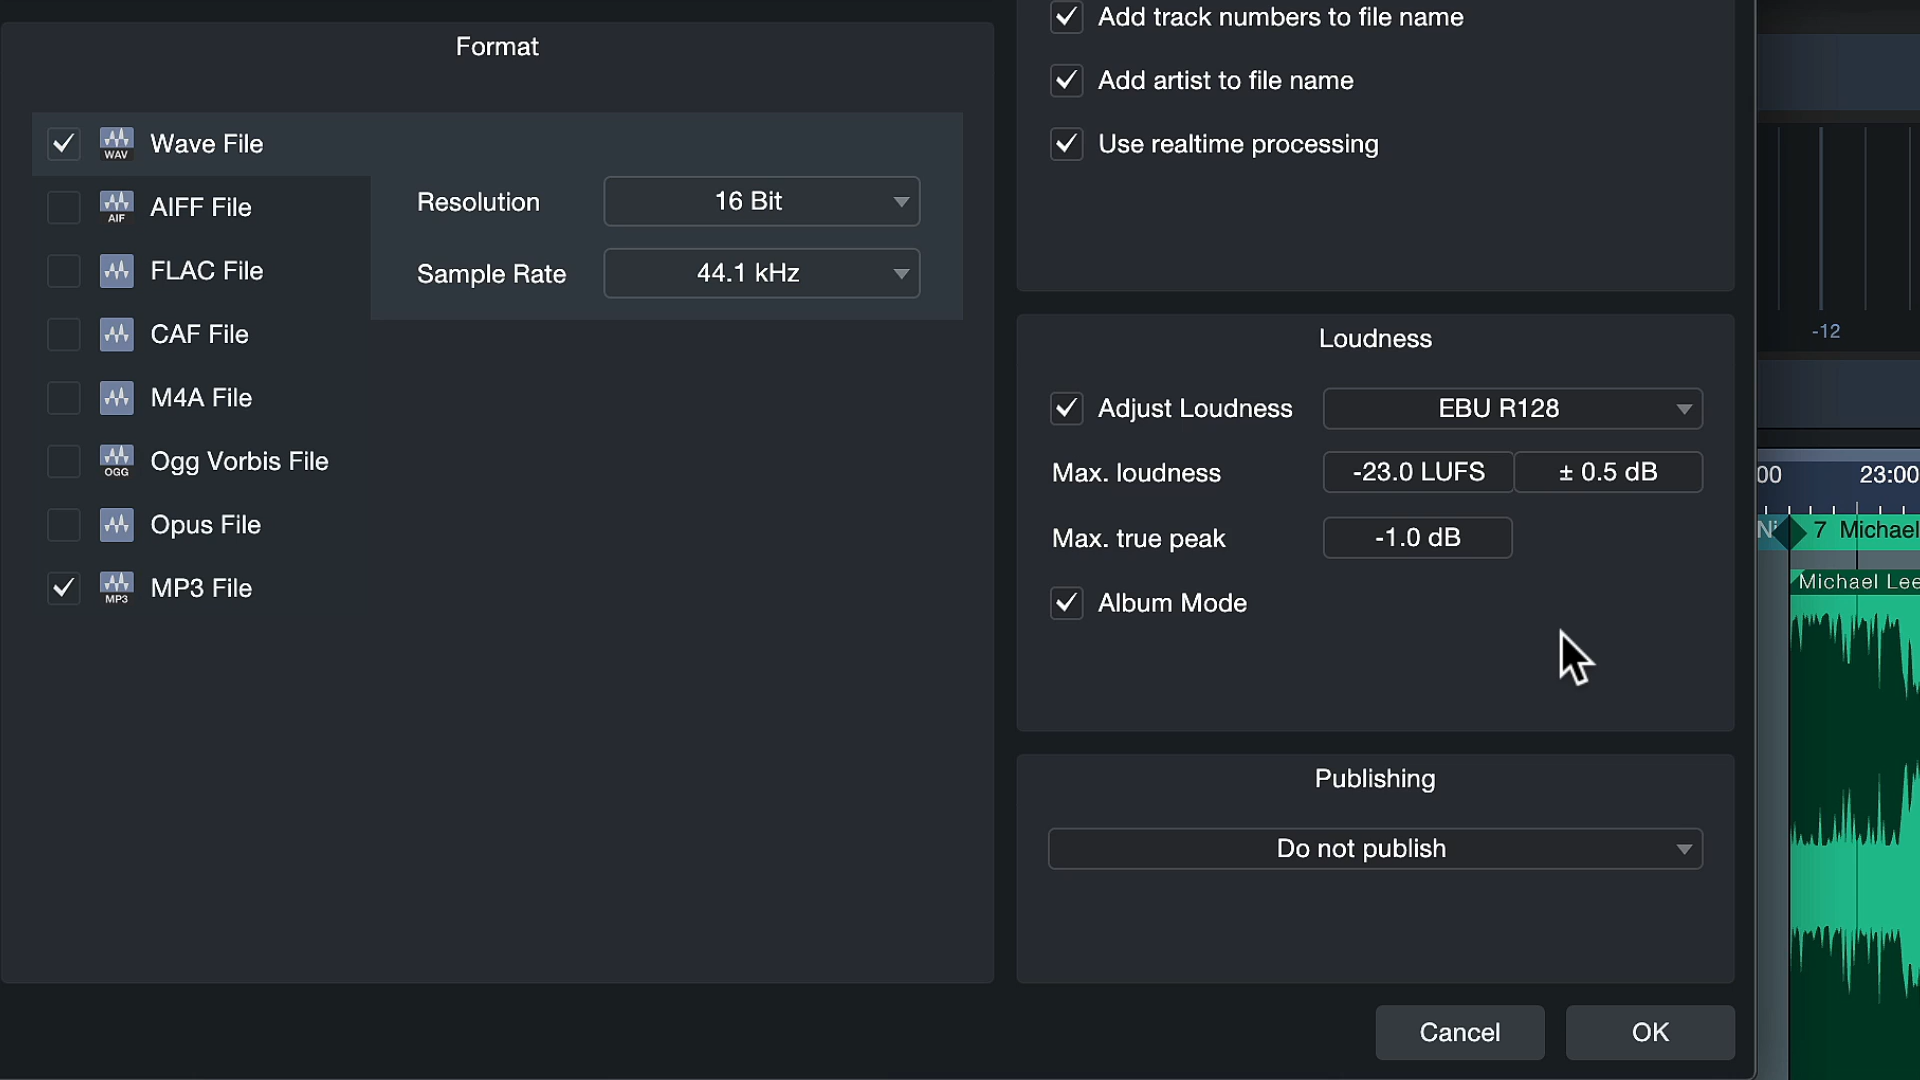 Format
Wave File
WAV
Resolution
16 Bit
Sample Rate
44.1 kHz
AIFF File
AIF
FLAC File
CAF File
M4A File
Ogg Vorbis File
OGG
Opus File
MP3 File
MP3
Add track numbers to file name
Add artist to file name
Use realtime processing
Loudness
Adjust Loudness
EBU R128
Max. loudness
-23.0 LUFS
± 0.5 dB
Max. true peak
-1.0 dB
Album Mode
Publishing
Do not publish
Cancel
OK
-12
00
23:00
7 Michael
Michael Lee